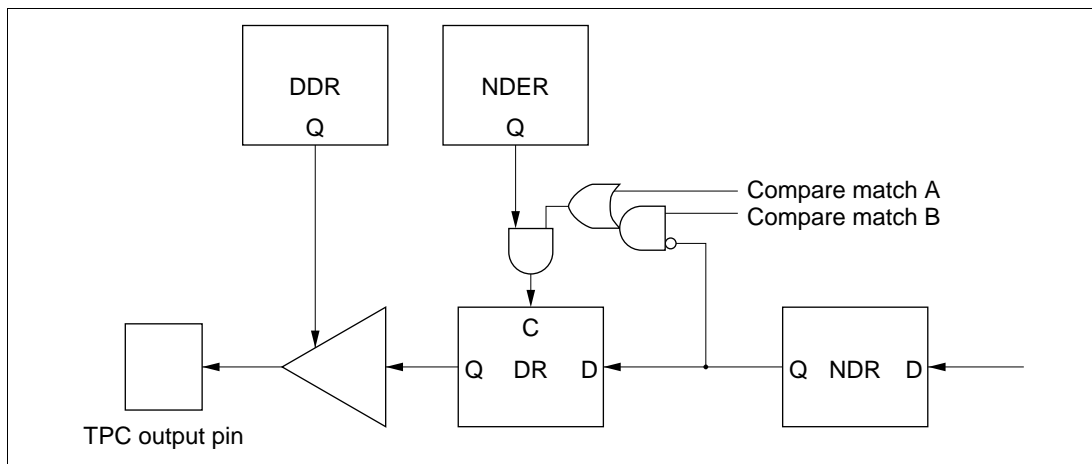 DDR
Q
NDER
Q
Compare match A
Compare match B
C
Q DR D
Q NDR D
TPC output pin